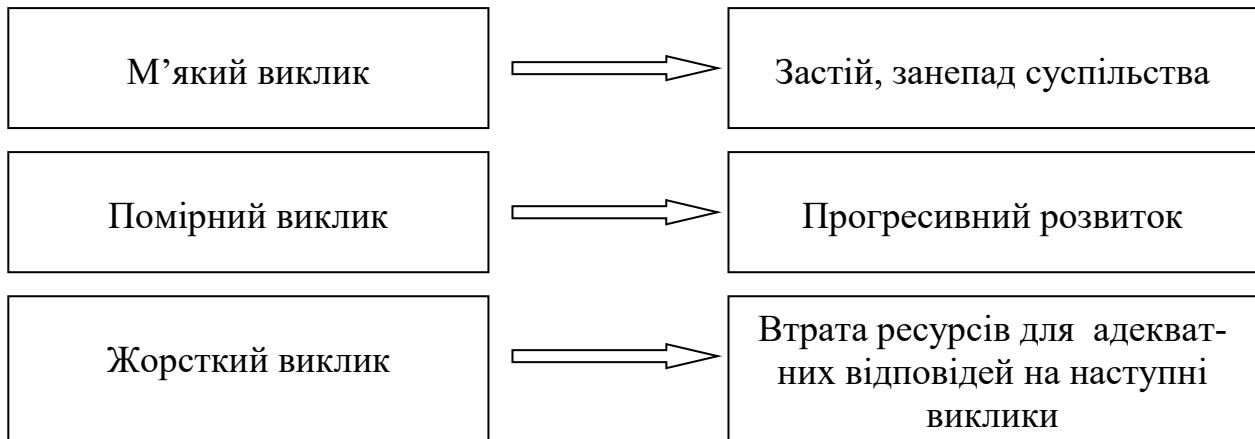 М’який виклик
Застій, занепад суспільства
Помірний виклик
Прогресивний розвиток
Жорсткий виклик
Втрата ресурсів для адекват-
них відповідей на наступні
виклики